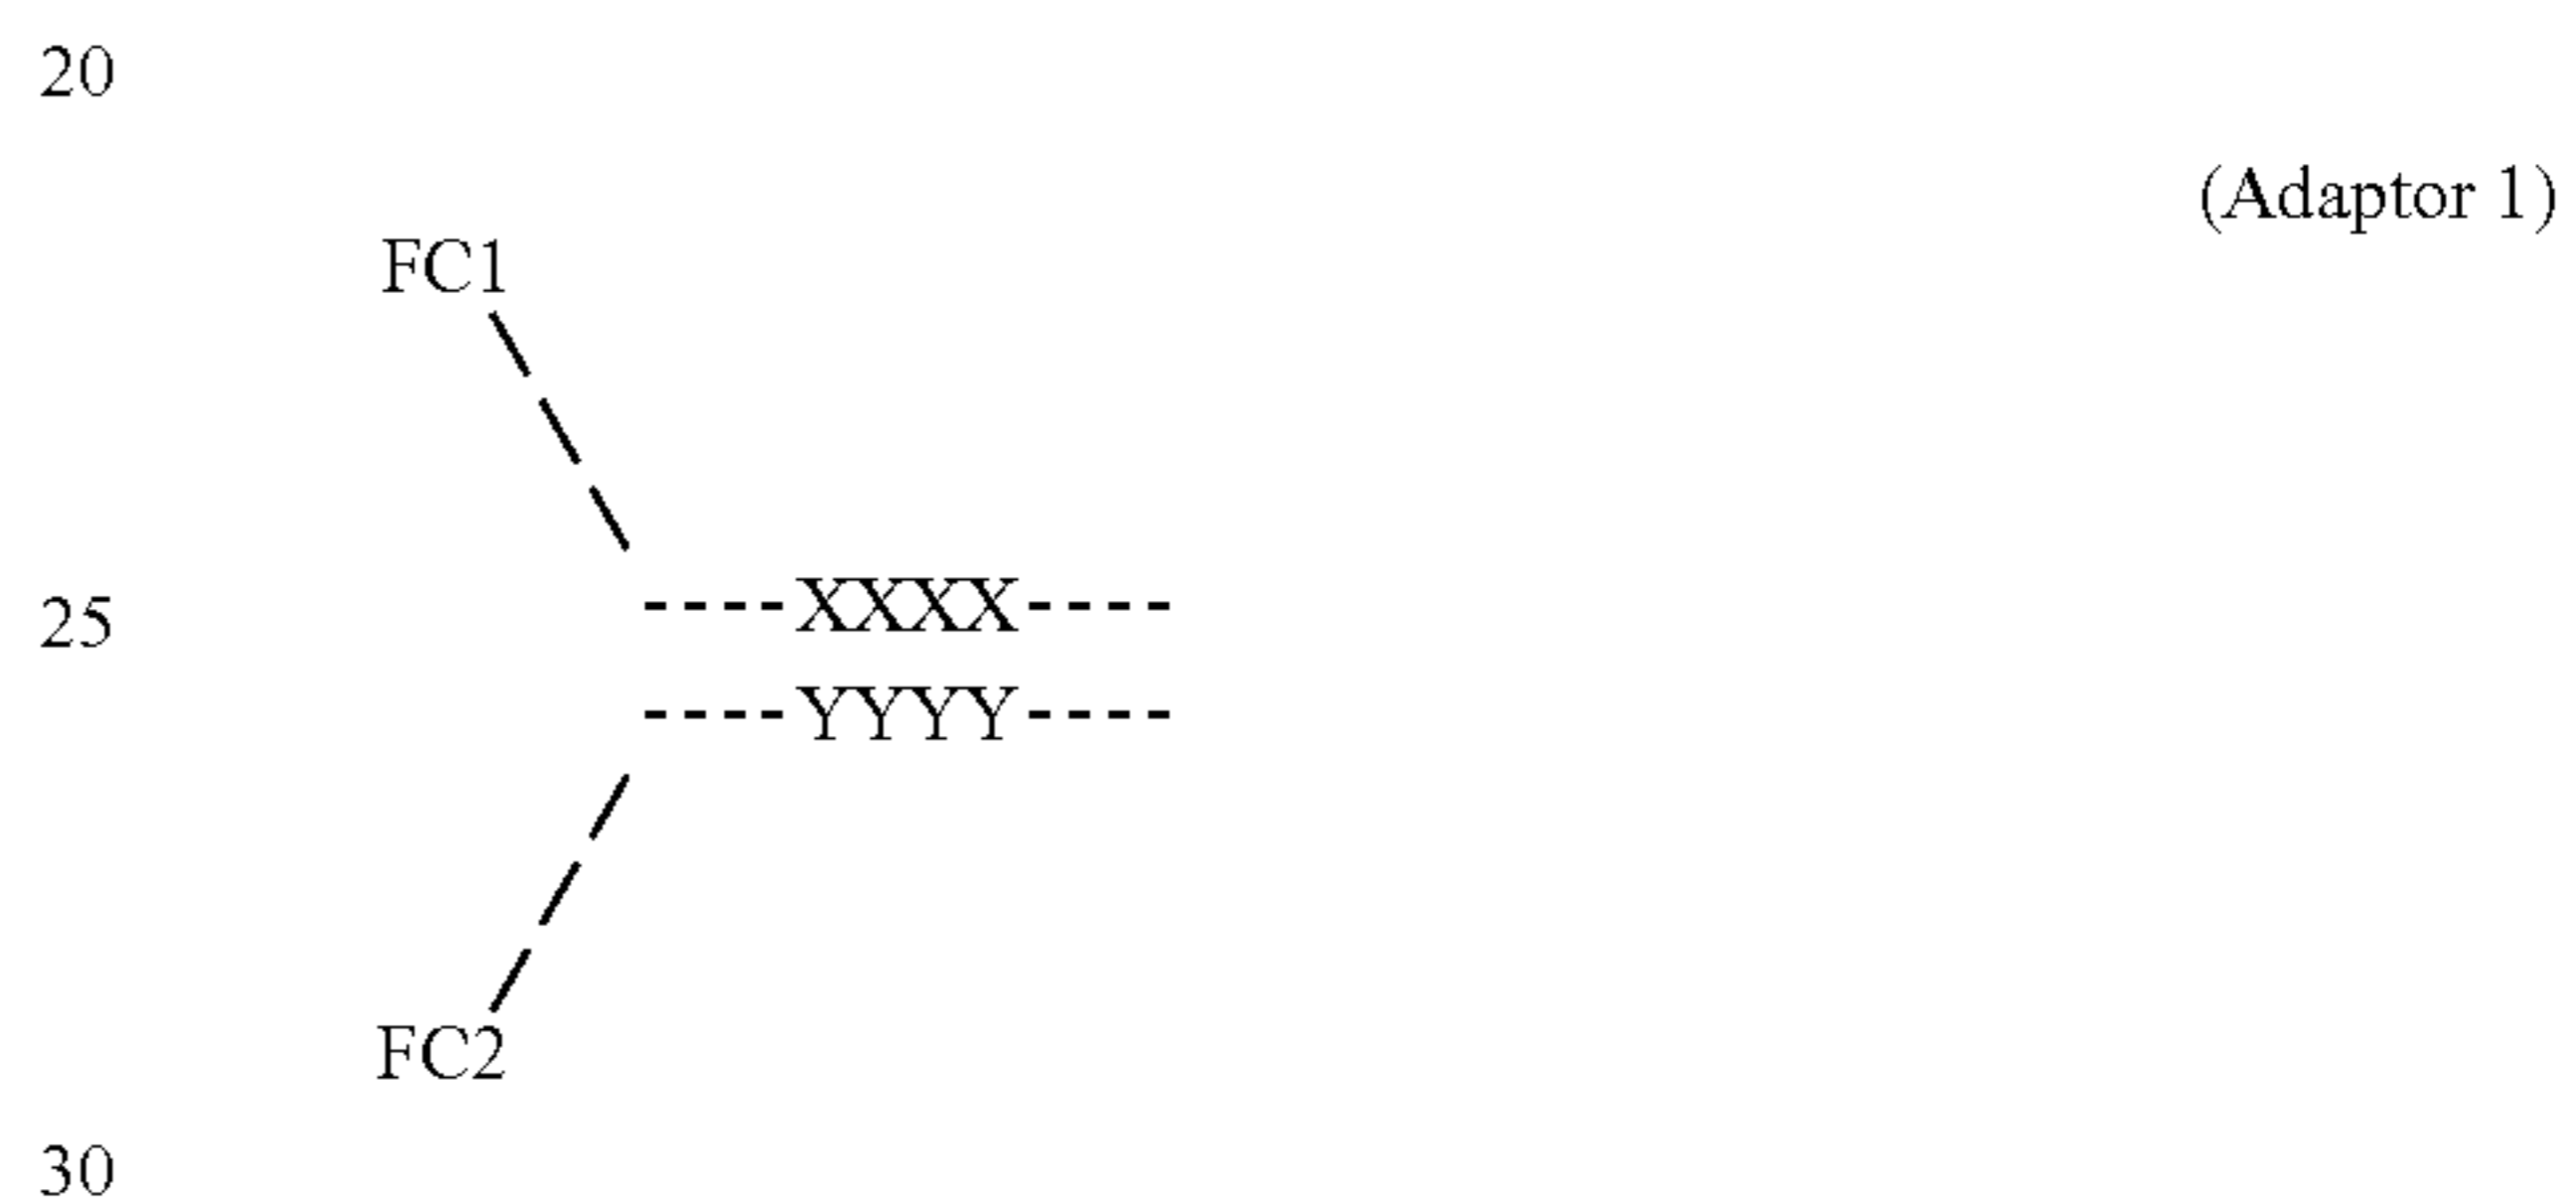 20
(Adaptor 1)
FC1
25 ----XXXX----
----YYYY----
FC2
30